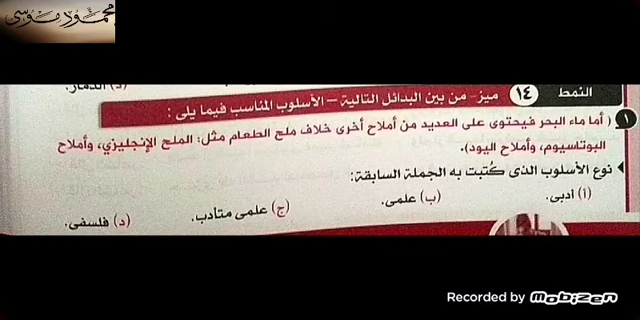 محمود موسى
(د) الدمار.
النمط ١٤ ميز - من بين البدائل التالية - الأسلوب المناسب فيما يلى :
١ ( أما ماء البحر فيحتوى على العديد من أملاح أخرى خلاف ملح الطعام مثل: الملح الإنجليزي، وأملاح
البوتاسيوم، وأملاح اليود).
نوع الأسلوب الذى كُتبت به الجملة السابقة:
(أ) أدبى. (ب) علمى. (ج) علمى متأدب. (د) فلسفى.
Recorded by Mobizen